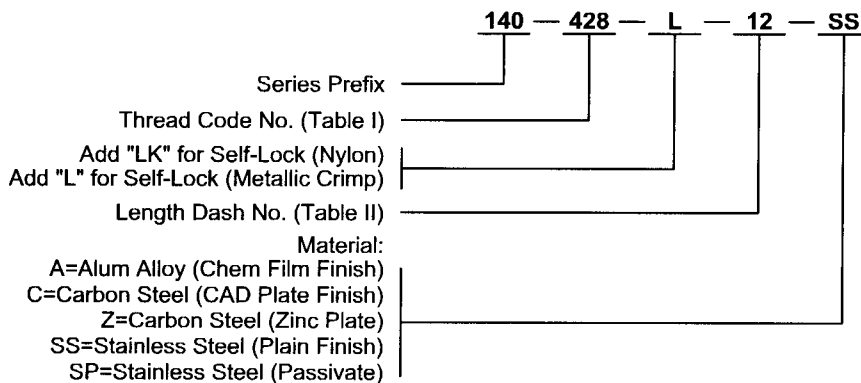 140 — 428 — L — 12 — SS
Series Prefix
Thread Code No. (Table I)
Add "LK" for Self-Lock (Nylon)
Add "L" for Self-Lock (Metallic Crimp)
Length Dash No. (Table II)
Material:
A=Alum Alloy (Chem Film Finish)
C=Carbon Steel (CAD Plate Finish)
Z=Carbon Steel (Zinc Plate)
SS=Stainless Steel (Plain Finish)
SP=Stainless Steel (Passivate)